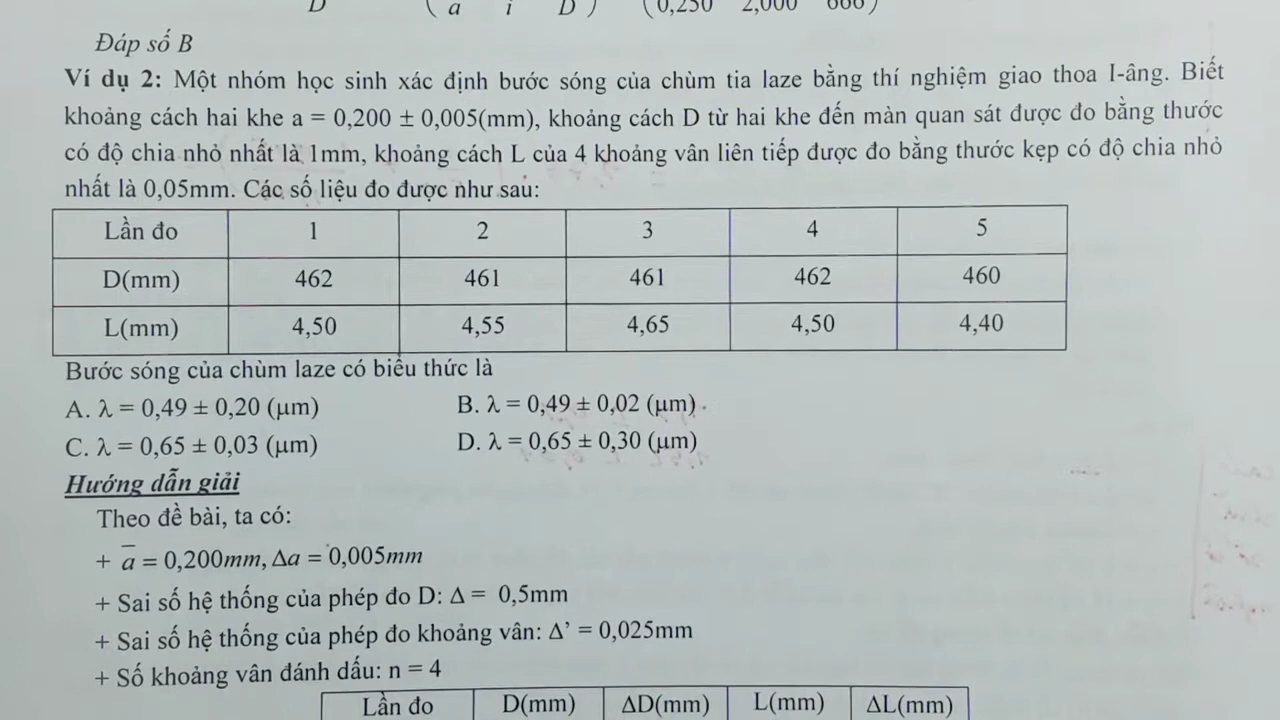 D ( a i D ) (0,250 2,000 666)
Đáp số B
Ví dụ 2: Một nhóm học sinh xác định bước sóng của chùm tia laze bằng thí nghiệm giao thoa I-âng. Biết
khoảng cách hai khe a = 0,200 ± 0,005(mm), khoảng cách D từ hai khe đến màn quan sát được đo bằng thước
có độ chia nhỏ nhất là 1mm, khoảng cách L của 4 khoảng vân liên tiếp được đo bằng thước kẹp có độ chia nhỏ
nhất là 0,05mm. Các số liệu đo được như sau:
Lần đo 1 2 3 4 5
D(mm) 462 461 461 462 460
L(mm) 4,50 4,55 4,65 4,50 4,40
Bước sóng của chùm laze có biểu thức là
A. λ = 0,49 ± 0,20 (μm) B. λ = 0,49 ± 0,02 (μm)
C. λ = 0,65 ± 0,03 (μm) D. λ = 0,65 ± 0,30 (μm)
Hướng dẫn giải
Theo đề bài, ta có:
+ a̅ = 0,200mm, Δa = 0,005mm
+ Sai số hệ thống của phép đo D: Δ = 0,5mm
+ Sai số hệ thống của phép đo khoảng vân: Δ' = 0,025mm
+ Số khoảng vân đánh dấu: n = 4
Lần đo D(mm) ΔD(mm) L(mm) ΔL(mm)